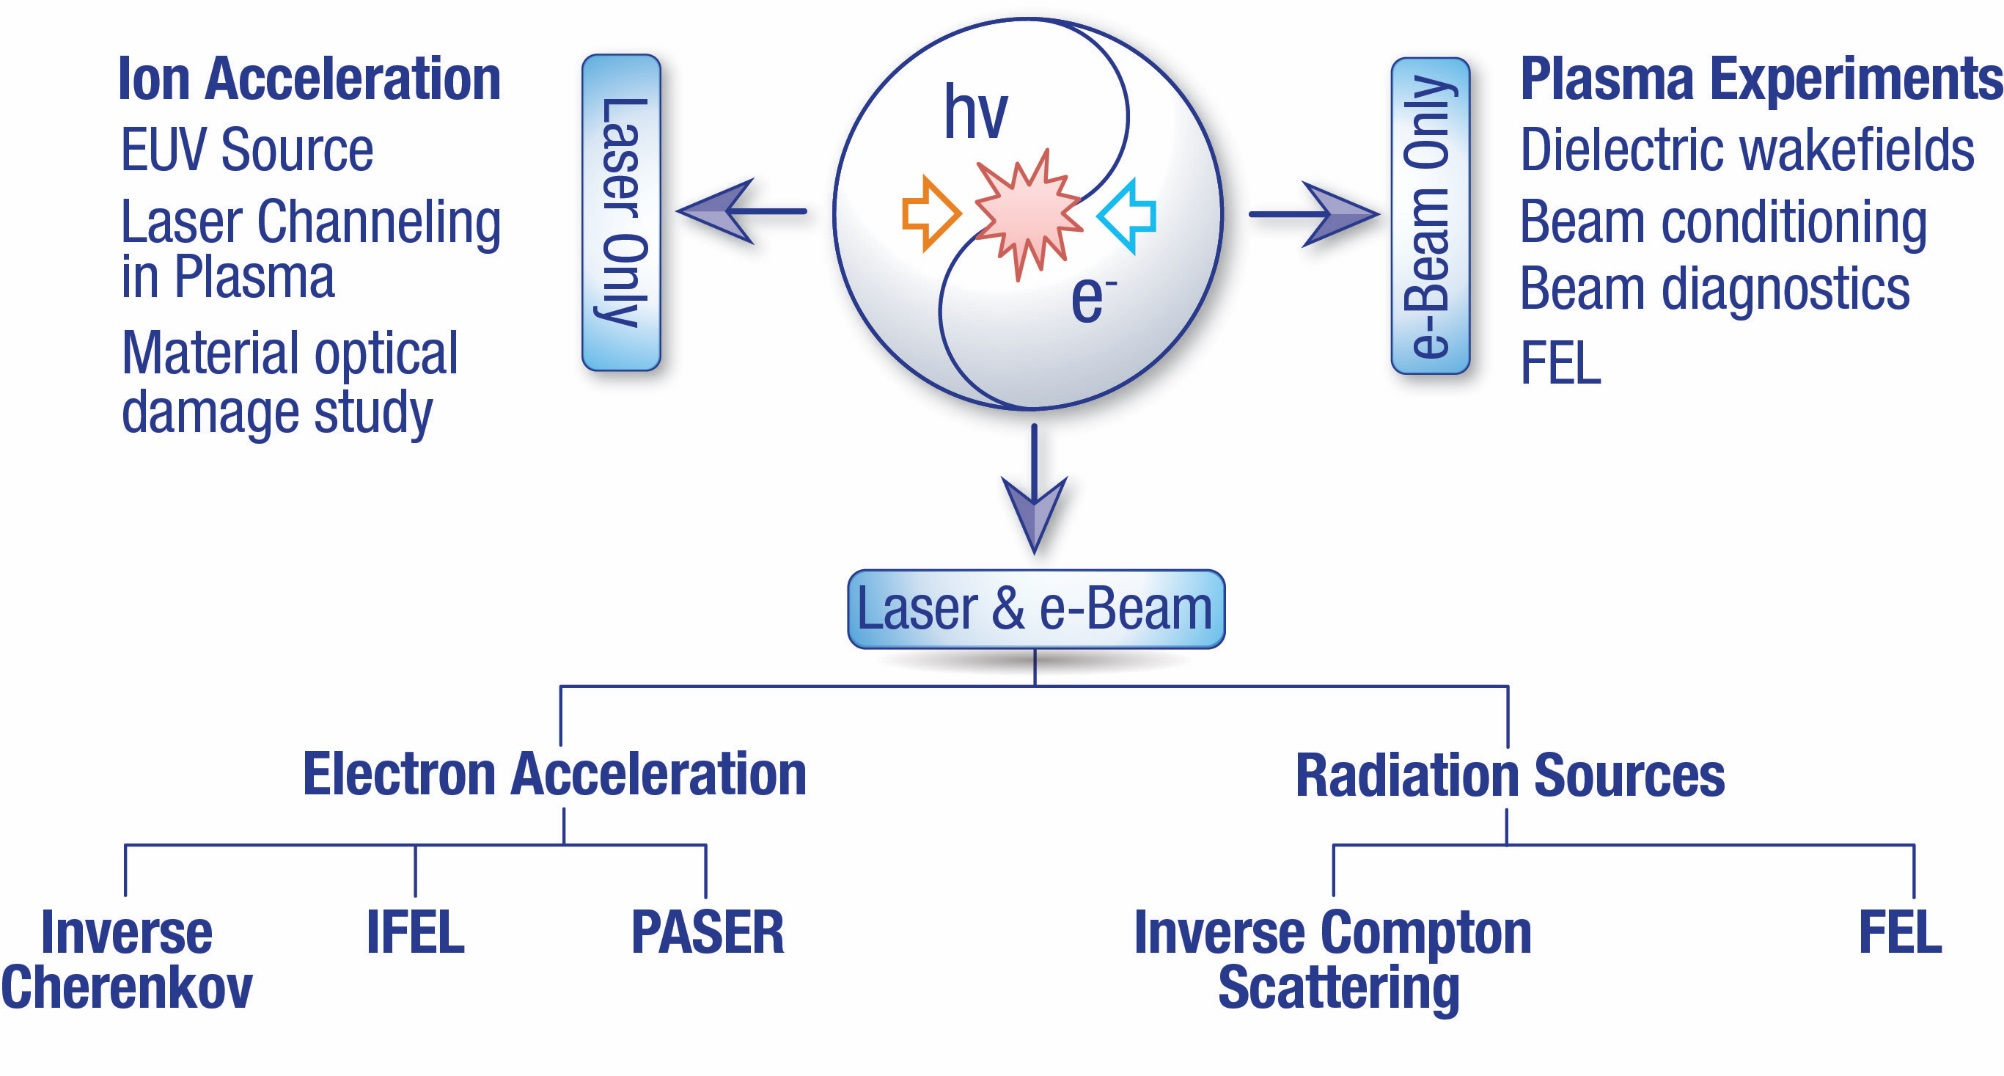 Ion Acceleration
EUV Source
Laser Channeling
in Plasma
Material optical
damage study
Laser Only
hν
e-
e-Beam Only
Plasma Experiments
Dielectric wakefields
Beam conditioning
Beam diagnostics
FEL
Laser & e-Beam
Electron Acceleration
Radiation Sources
Inverse
Cherenkov
IFEL
PASER
Inverse Compton
Scattering
FEL